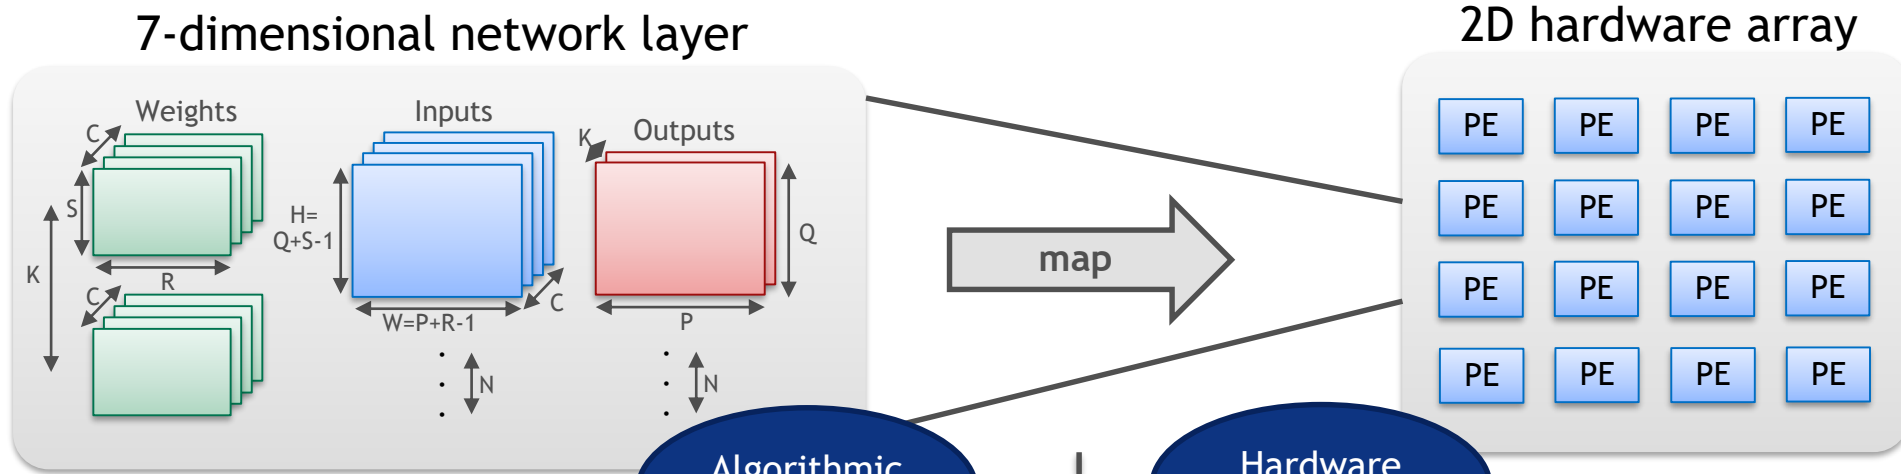 7-dimensional network layer
2D hardware array
Weights
Inputs
Outputs
C
S
K
R
C
H=
Q+S-1
W=P+R-1
C
N
K
Q
P
N
map
PE PE PE PE
PE PE PE PE
PE PE PE PE
PE PE PE PE
Algorithmic
Hardware